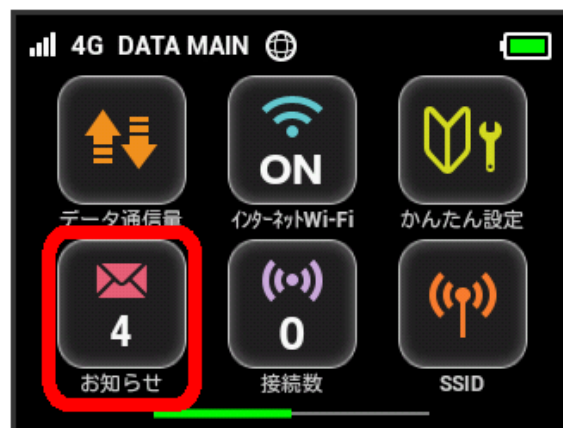 4G DATA MAIN
データ通信量
ON
インターネットWi-Fi
かんたん設定
4
お知らせ
0
接続数
SSID